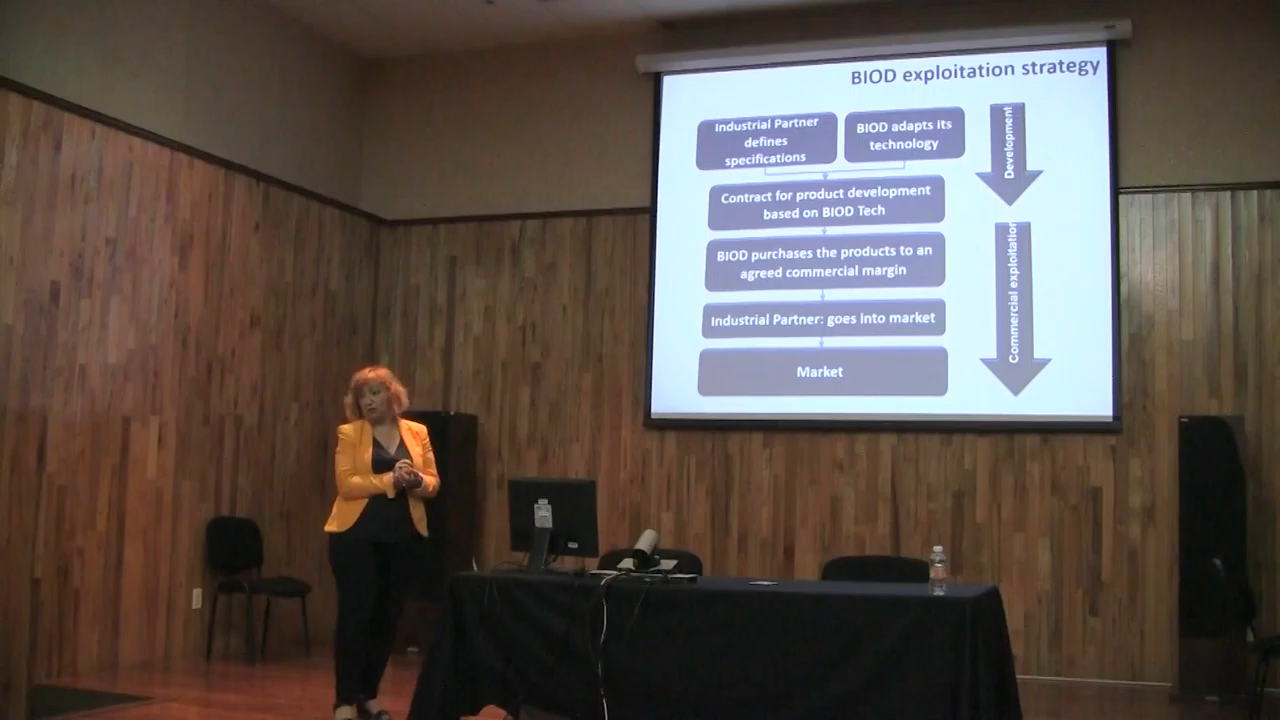 BIOD exploitation strategy
Industrial Partner
defines
specifications
BIOD adapts its
technology
Development
Contract for product development
based on BIOD Tech
BIOD purchases the products to an
agreed commercial margin
Industrial Partner: goes into market
Market
Commercial exploitation